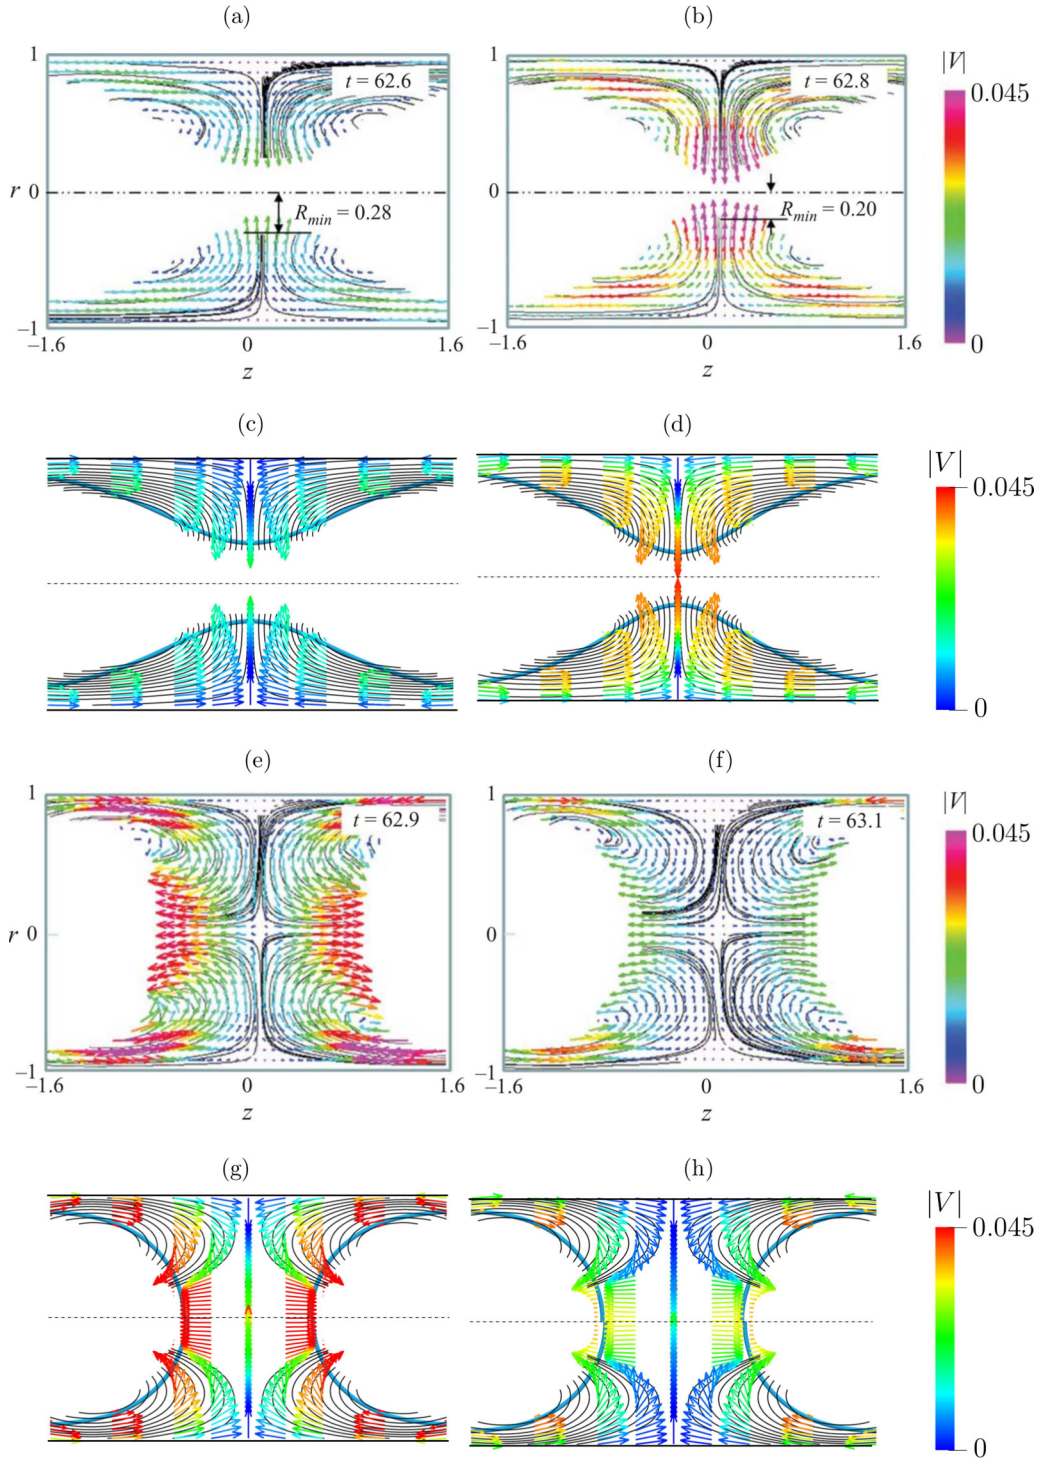 (a)
(b)
1
t = 62.6
r 0
R_min = 0.28
−1
−1.6 0 1.6
z
1
t = 62.8
0
R_min = 0.20
−1
−1.6 0 1.6
z
|V|
0.045
0
(c)
(d)
|V|
0.045
0
(e)
(f)
1
t = 62.9
r 0
−1
−1.6 0 1.6
z
1
t = 63.1
0
−1
−1.6 0 1.6
z
|V|
0.045
0
(g)
(h)
|V|
0.045
0